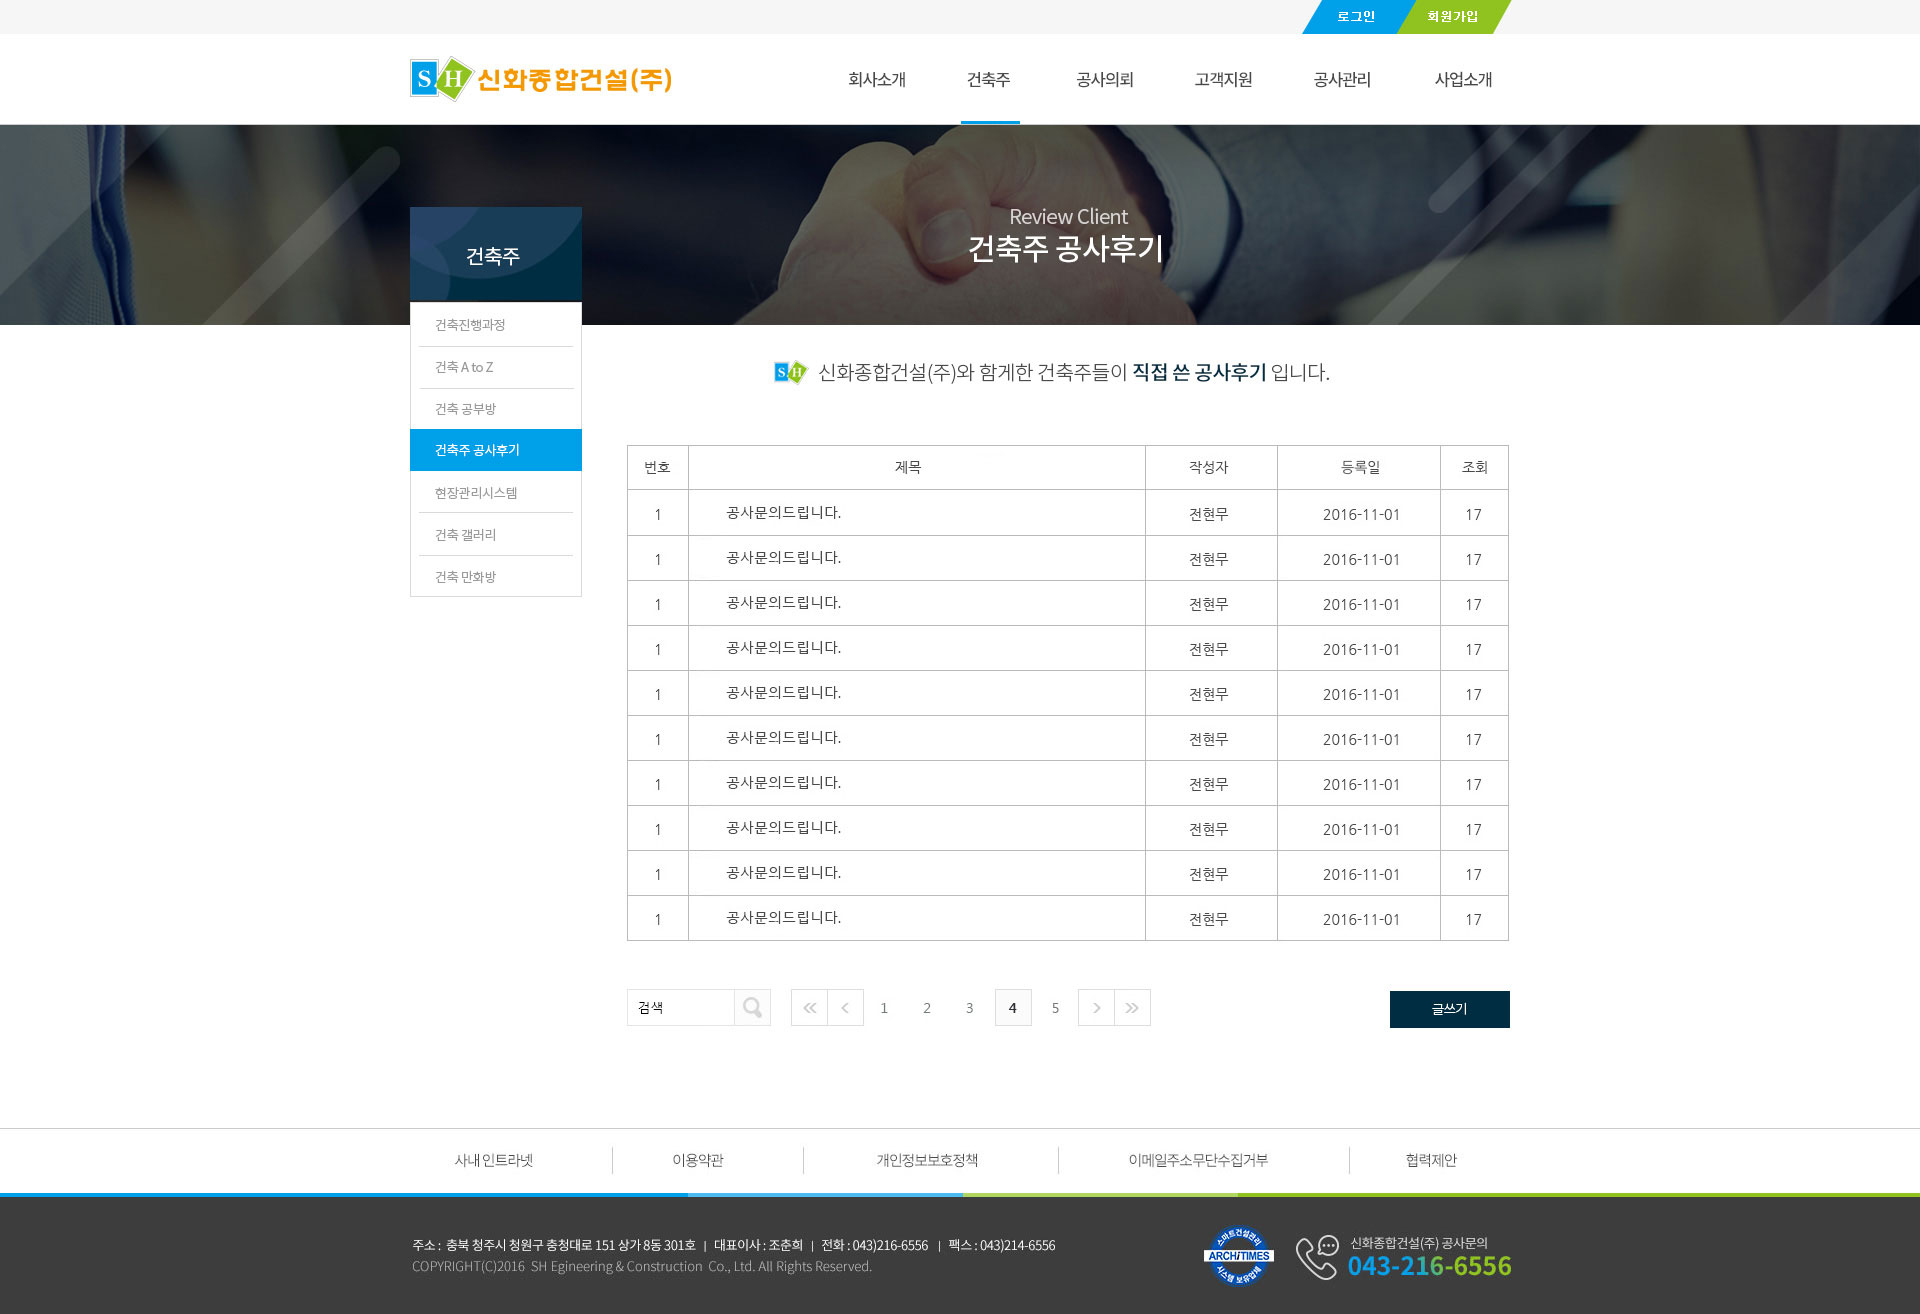 로그인 회원가입
SH 신화종합건설(주)
회사소개 건축주 공사의뢰 고객지원 공사관리 사업소개
Review Client
건축주 공사후기
건축주
건축진행과정
건축 A to Z
건축 공부방
건축주 공사후기
현장관리시스템
건축 갤러리
건축 만화방
SH 신화종합건설(주)와 함게한 건축주들이 직접 쓴 공사후기 입니다.
번호 제목 작성자 등록일 조회
1 공사문의드립니다. 전현무 2016-11-01 17
1 공사문의드립니다. 전현무 2016-11-01 17
1 공사문의드립니다. 전현무 2016-11-01 17
1 공사문의드립니다. 전현무 2016-11-01 17
1 공사문의드립니다. 전현무 2016-11-01 17
1 공사문의드립니다. 전현무 2016-11-01 17
1 공사문의드립니다. 전현무 2016-11-01 17
1 공사문의드립니다. 전현무 2016-11-01 17
1 공사문의드립니다. 전현무 2016-11-01 17
1 공사문의드립니다. 전현무 2016-11-01 17
검색 1 2 3 4 5 글쓰기
사내 인트라넷 이용약관 개인정보보호정책 이메일주소무단수집거부 협력제안
주소 : 충북 청주시 청원구 충청대로 151 상가 8동 301호 | 대표이사 : 조춘희 | 전화 : 043)216-6556 | 팩스 : 043)214-6556
COPYRIGHT(C)2016 SH Egineering & Construction Co., Ltd. All Rights Reserved.
스마트건설관리
ARCHITIMES
시스템 보유업체
신화종합건설(주) 공사문의
043-216-6556